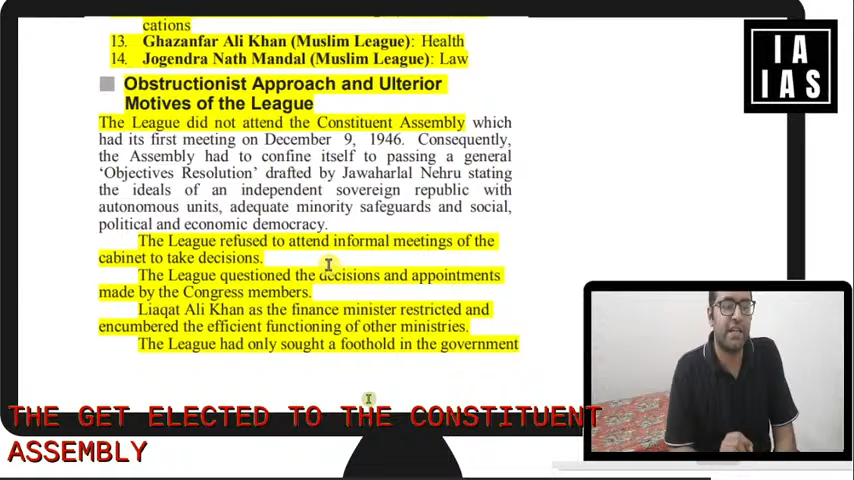 cations
13. Ghazanfar Ali Khan (Muslim League): Health
14. Jogendra Nath Mandal (Muslim League): Law
Obstructionist Approach and Ulterior
Motives of the League
The League did not attend the Constituent Assembly which
had its first meeting on December 9, 1946. Consequently,
the Assembly had to confine itself to passing a general
‘Objectives Resolution’ drafted by Jawaharlal Nehru stating
the ideals of an independent sovereign republic with
autonomous units, adequate minority safeguards and social,
political and economic democracy.
The League refused to attend informal meetings of the
cabinet to take decisions.
The League questioned the decisions and appointments
made by the Congress members.
Liaqat Ali Khan as the finance minister restricted and
encumbered the efficient functioning of other ministries.
The League had only sought a foothold in the government
IA
IAS
THE GET ELECTED TO THE CONSTITUENT
ASSEMBLY